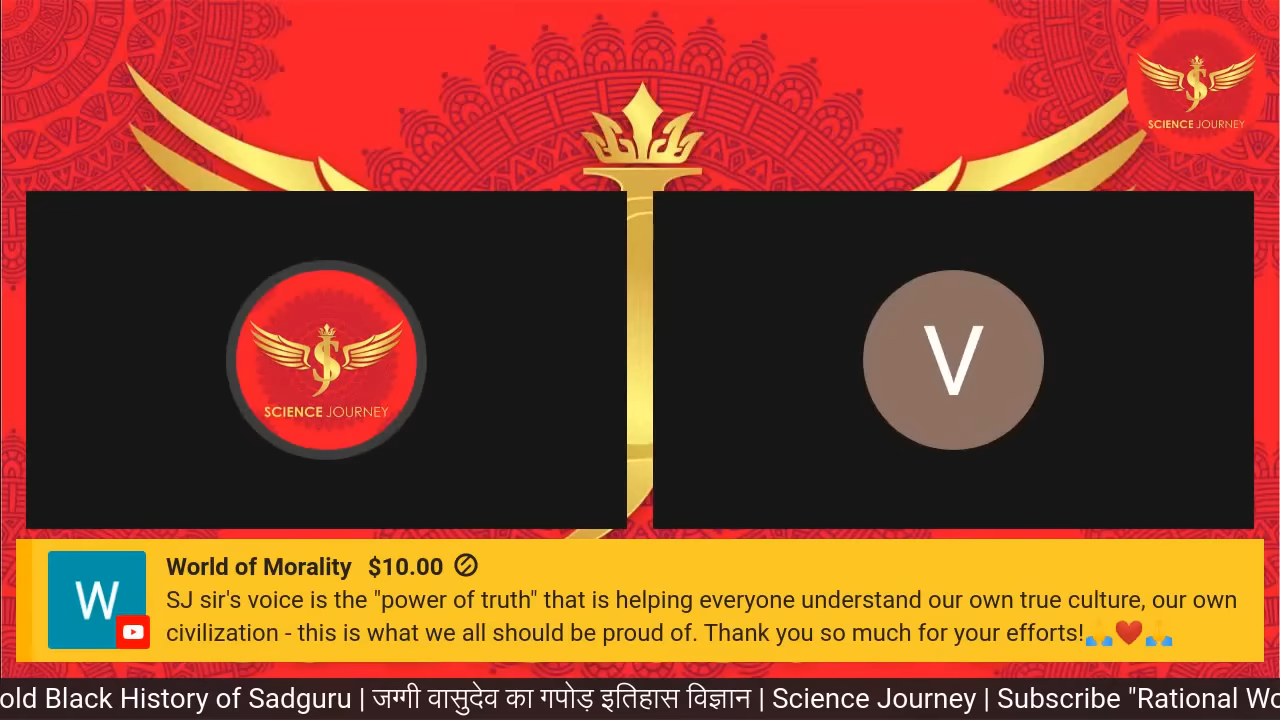 SCIENCE JOURNEY
SCIENCE JOURNEY
V
W
World of Morality $10.00
SJ sir's voice is the "power of truth" that is helping everyone understand our own true culture, our own
civilization - this is what we all should be proud of. Thank you so much for your efforts!🙏❤️🙏
old Black History of Sadguru | जग्गी वासुदेव का गपोड़ इतिहास विज्ञान | Science Journey | Subscribe "Rational Wo